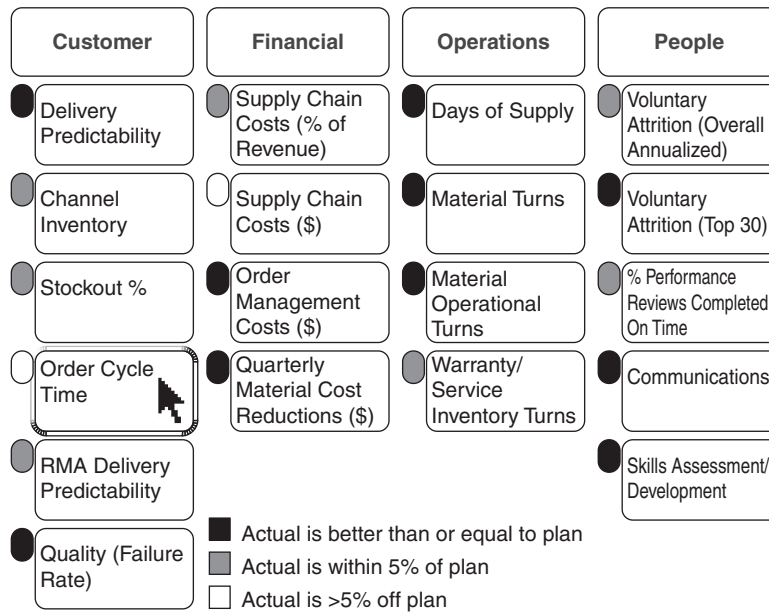 Customer
Delivery
Predictability
Channel
Inventory
Stockout %
Order Cycle
Time
RMA Delivery
Predictability
Quality (Failure
Rate)
Financial
Supply Chain
Costs (% of
Revenue)
Supply Chain
Costs ($)
Order
Management
Costs ($)
Quarterly
Material Cost
Reductions ($)
Operations
Days of Supply
Material Turns
Material
Operational
Turns
Warranty/
Service
Inventory Turns
People
Voluntary
Attrition (Overall
Annualized)
Voluntary
Attrition (Top 30)
% Performance
Reviews Completed
On Time
Communications
Skills Assessment/
Development
Actual is better than or equal to plan
Actual is within 5% of plan
Actual is >5% off plan